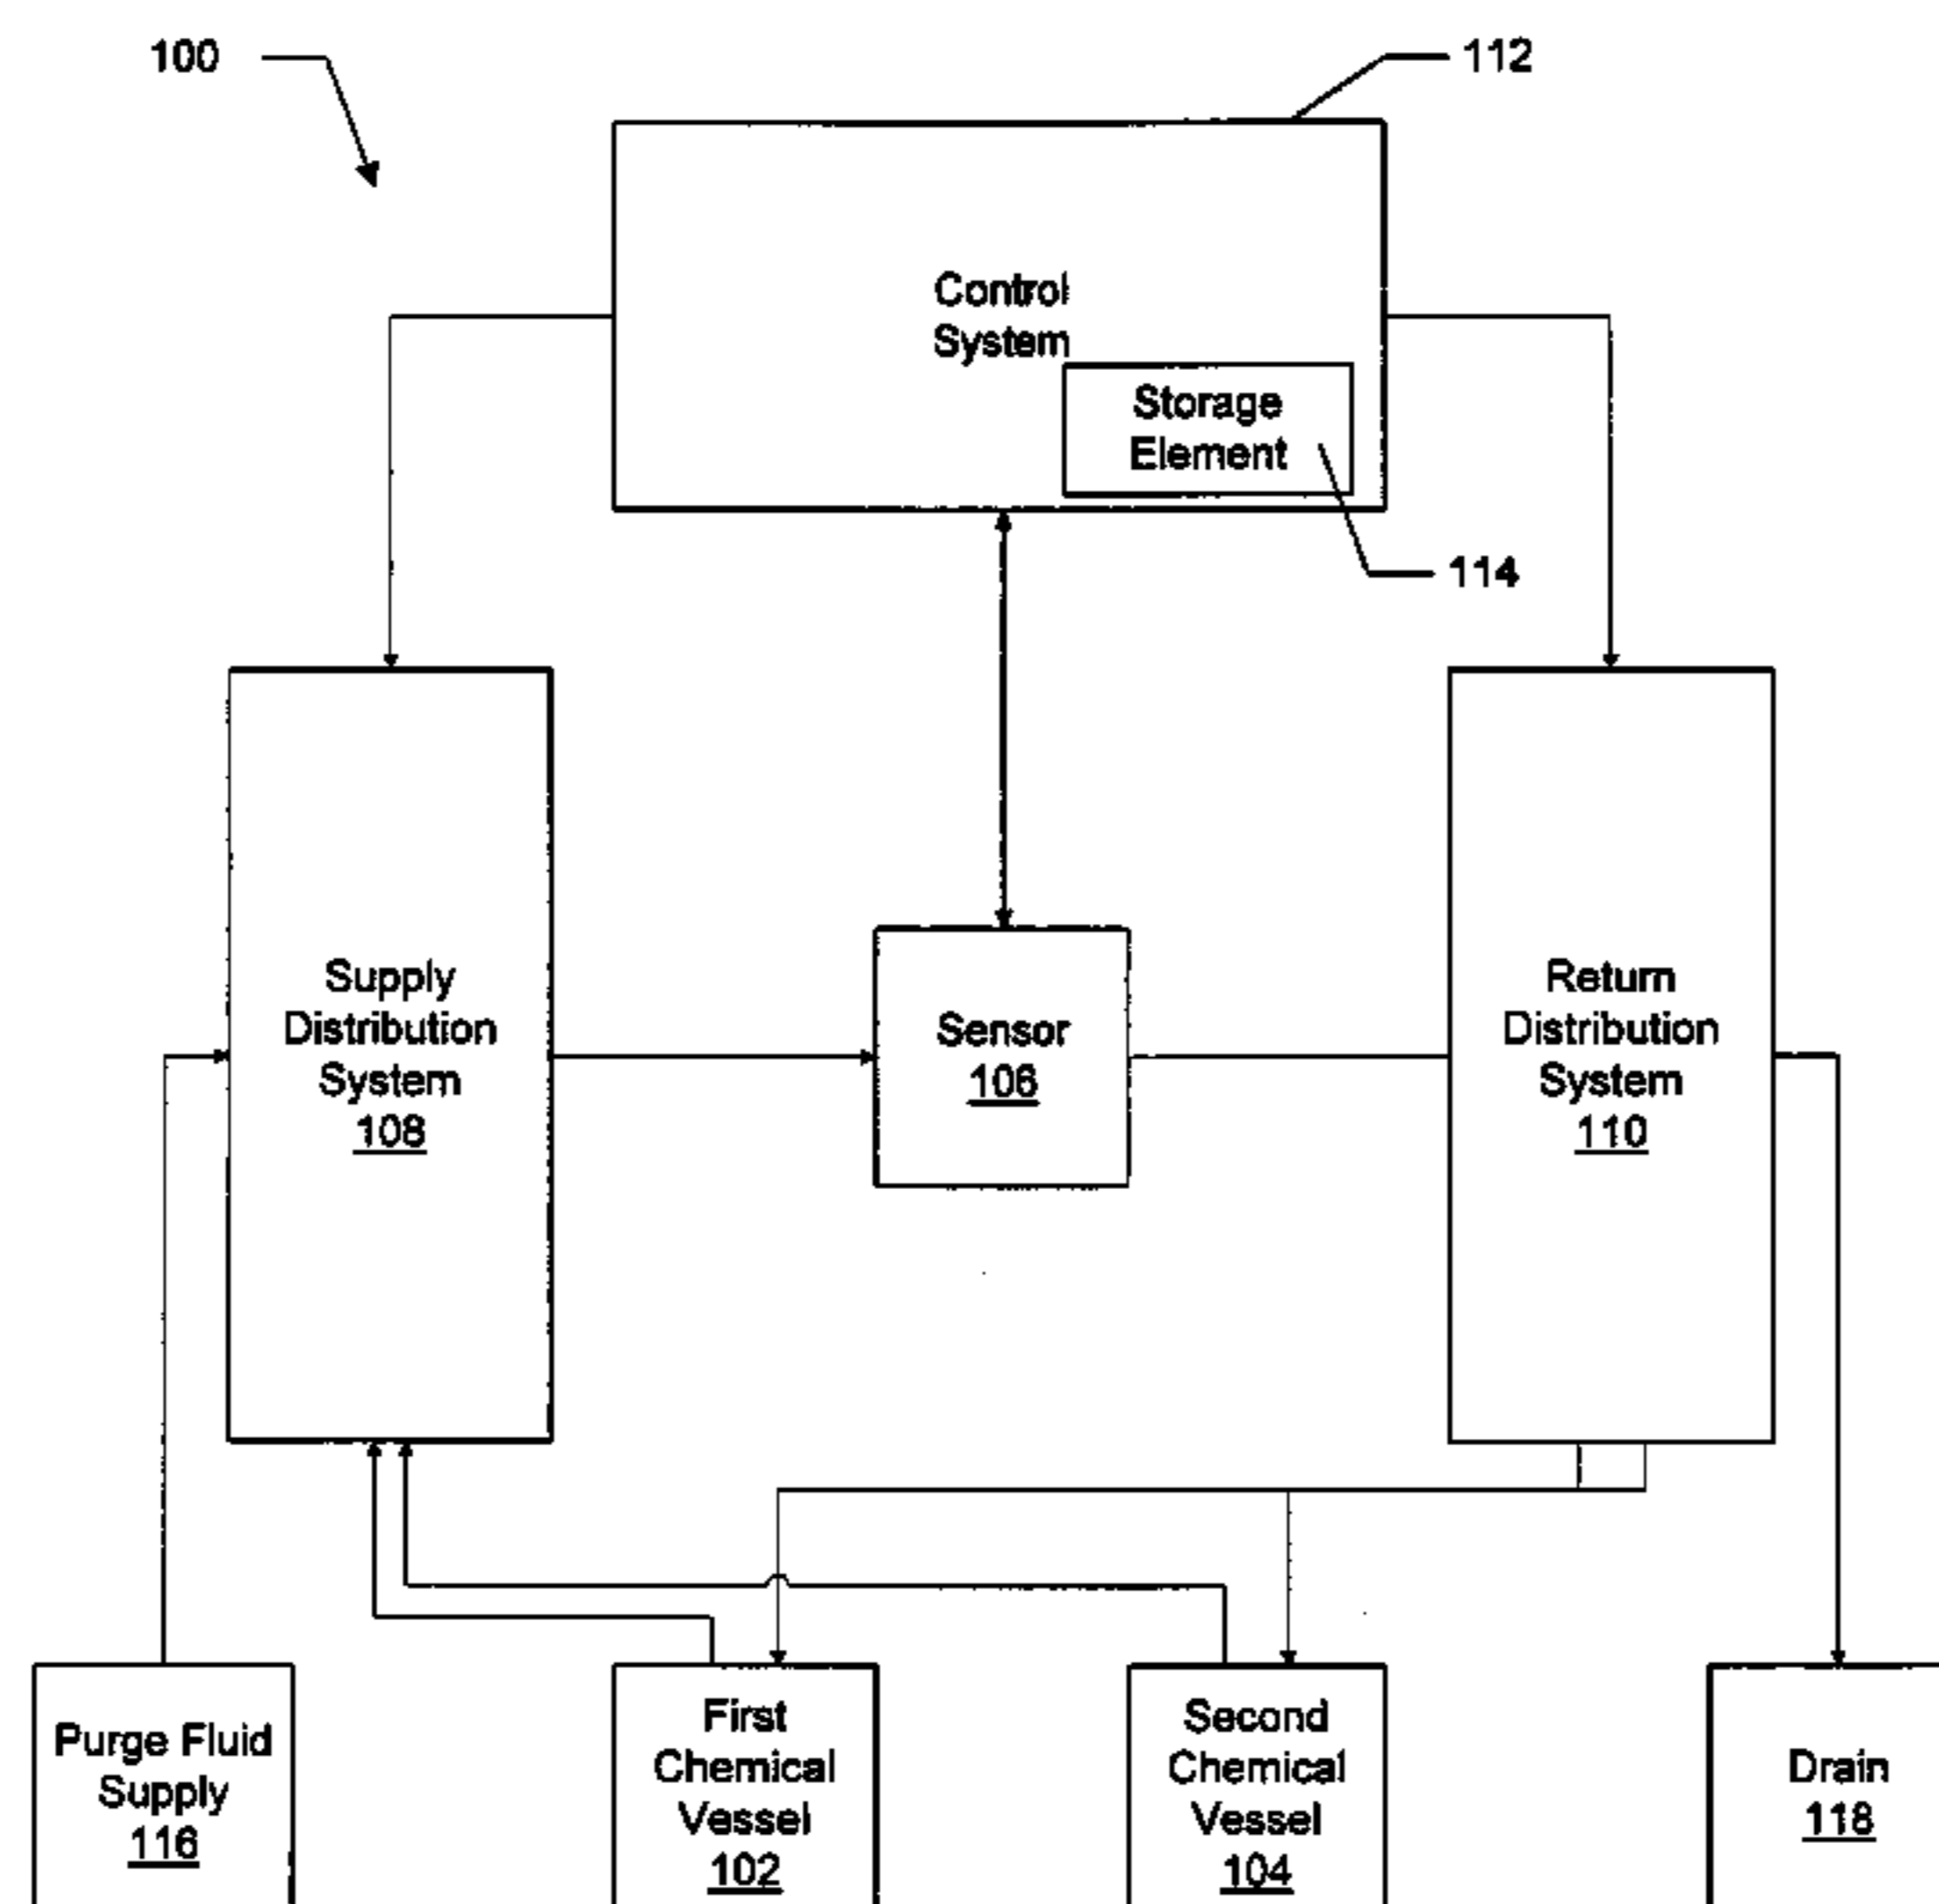 100
112
Control
System
Storage
Element
114
Supply
Distribution
System
108
Sensor
106
Return
Distribution
System
110
Purge Fluid
Supply
116
First
Chemical
Vessel
102
Second
Chemical
Vessel
104
Drain
118